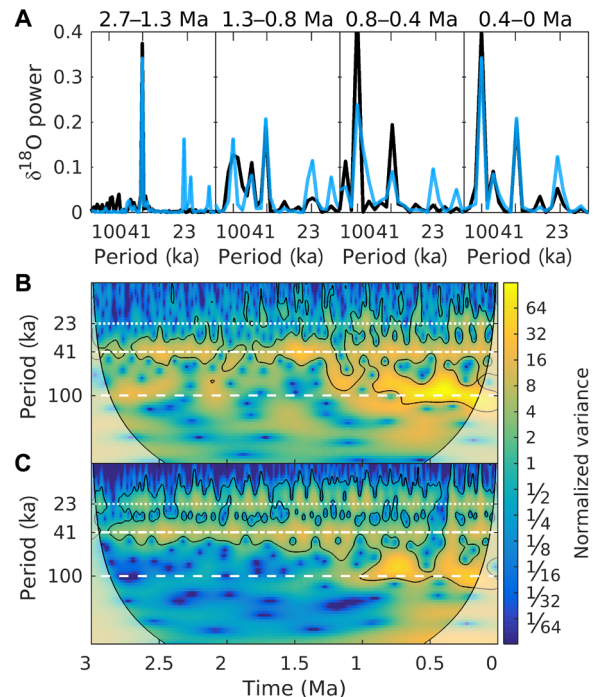 A 2.7–1.3 Ma 1.3–0.8 Ma 0.8–0.4 Ma 0.4–0 Ma
0.4
0.3
0.2
0.1
0
δ18O power
10041 23 10041 23 10041 23 10041 23
Period (ka) Period (ka) Period (ka) Period (ka)
B
23
41
100
Period (ka)
C
23
41
100
Period (ka)
3 2.5 2 1.5 1 0.5 0
Time (Ma)
64
32
16
8
4
2
1
1/2
1/4
1/8
1/16
1/32
1/64
Normalized variance